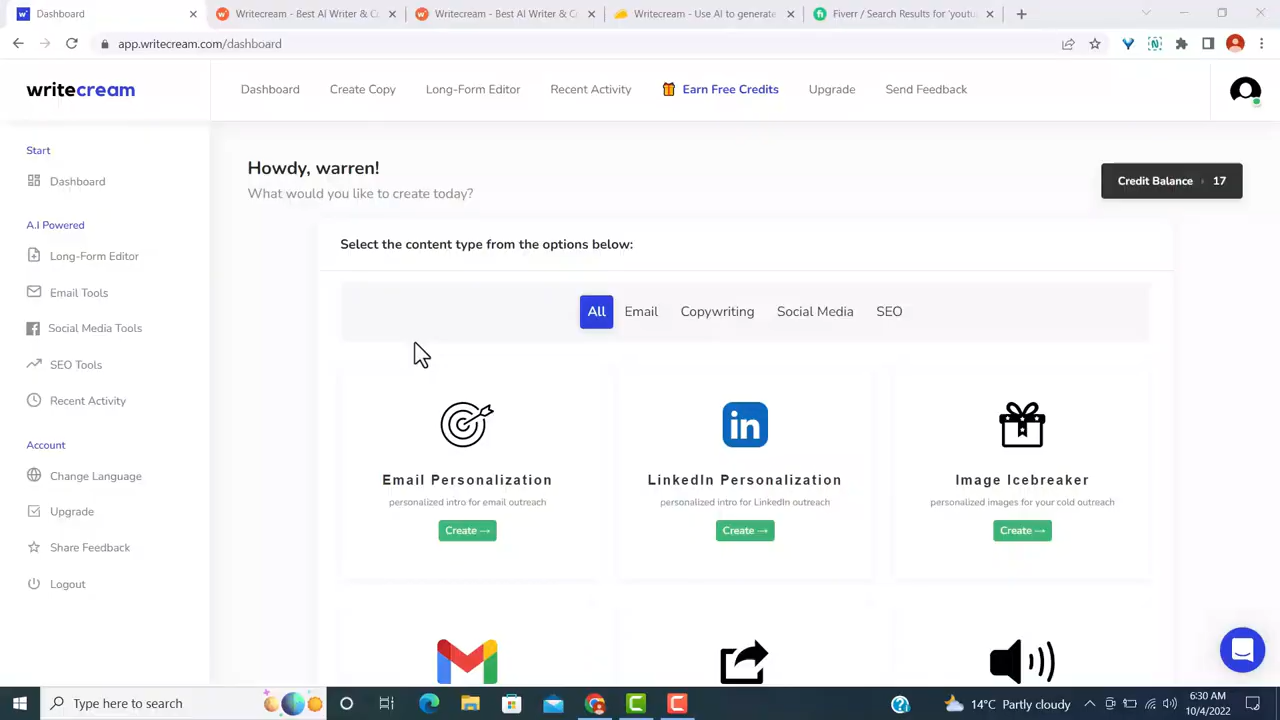 Dashboard
Writecream - Best AI Writer & C
Writecream - Best AI Writer & C
Writecream - Use AI to generate
Fiverr / Search Results for 'youtu
app.writecream.com/dashboard
writecream
Dashboard
Create Copy
Long-Form Editor
Recent Activity
Earn Free Credits
Upgrade
Send Feedback
Start
Dashboard
A.I Powered
Long-Form Editor
Email Tools
Social Media Tools
SEO Tools
Recent Activity
Account
Change Language
Upgrade
Share Feedback
Logout
Howdy, warren!
What would you like to create today?
Credit Balance 17
Select the content type from the options below:
All
Email
Copywriting
Social Media
SEO
Email Personalization
personalized intro for email outreach
Create →
LinkedIn Personalization
personalized intro for LinkedIn outreach
Create →
Image Icebreaker
personalized images for your cold outreach
Create →
Type here to search
14°C Partly cloudy
6:30 AM
10/4/2022